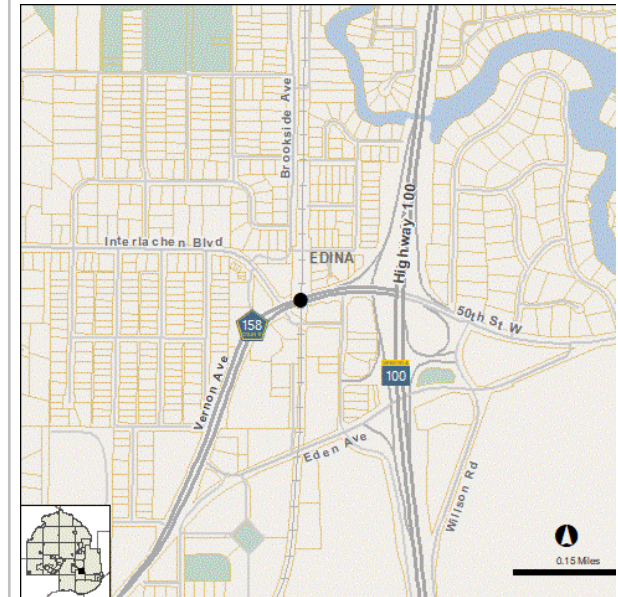 Brookside Ave
Highway 100
Interlachen Blvd
EDINA
158
50th St W
100
Vernon Ave
Eden Ave
Willson Rd
0.15 Miles